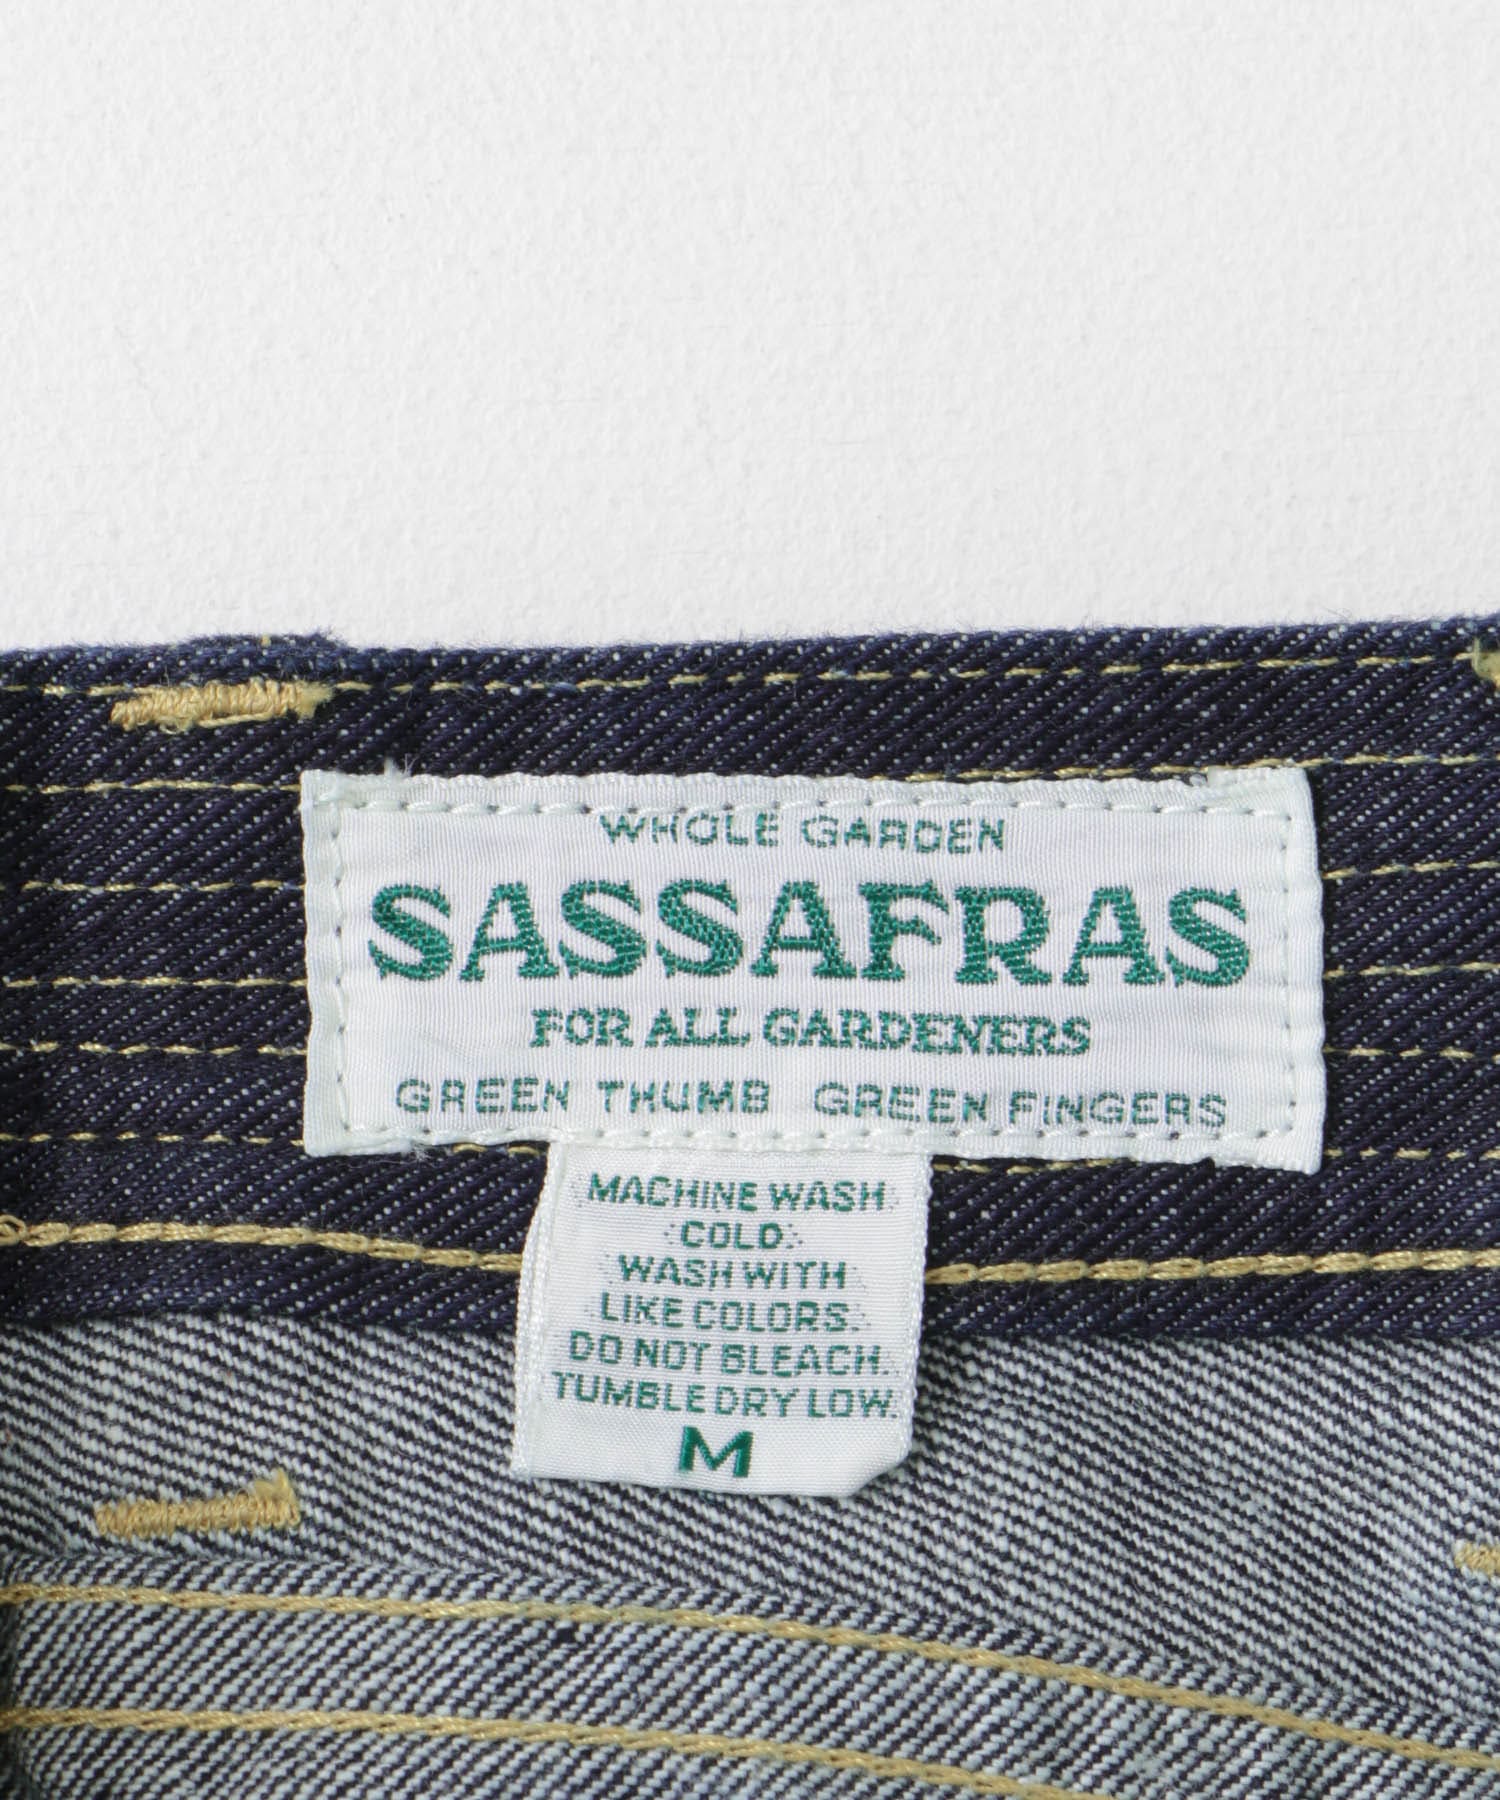 WHOLE GARDEN
SASSAFRAS
FOR ALL GARDENERS
GREEN THUMB GREEN FINGERS
MACHINE WASH
COLD.
WASH WITH
LIKE COLORS.
DO NOT BLEACH.
TUMBLE DRY LOW.
M